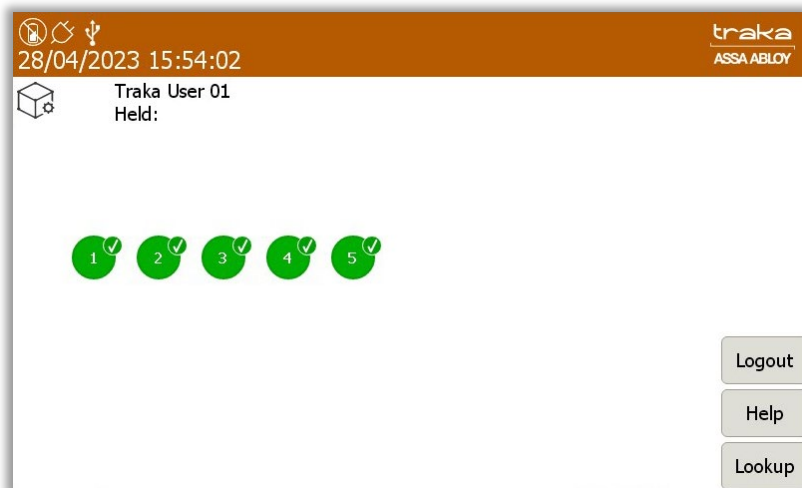 traka
28/04/2023 15:54:02
ASSA ABLOY
Traka User 01
Held:
1 2 3 4 5
Logout
Help
Lookup